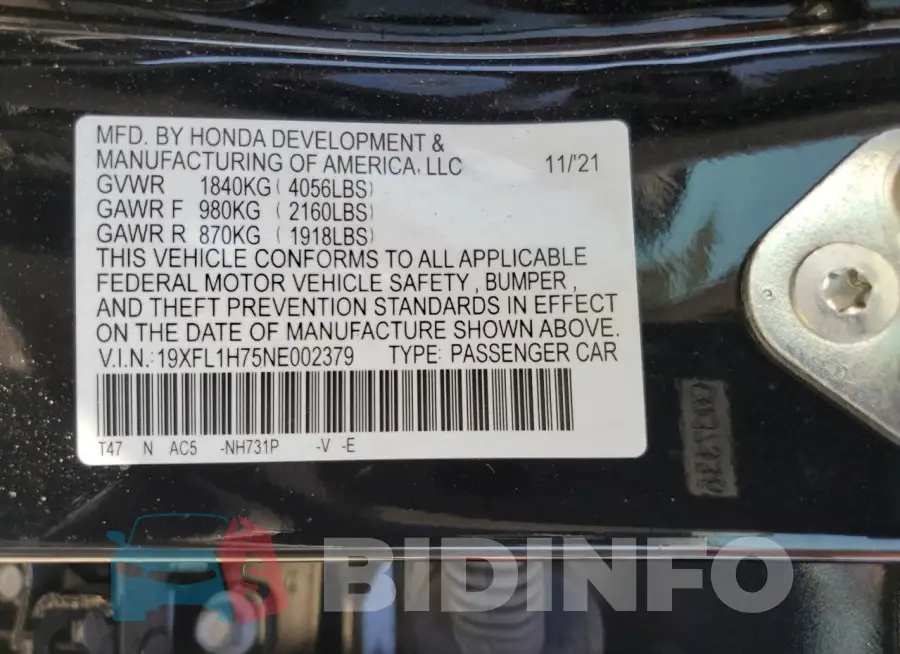 MFD. BY HONDA DEVELOPMENT &
MANUFACTURING OF AMERICA, LLC 11/'21
GVWR 1840KG ( 4056LBS)
GAWR F 980KG ( 2160LBS)
GAWR R 870KG ( 1918LBS)
THIS VEHICLE CONFORMS TO ALL APPLICABLE
FEDERAL MOTOR VEHICLE SAFETY , BUMPER,
AND THEFT PREVENTION STANDARDS IN EFFECT
ON THE DATE OF MANUFACTURE SHOWN ABOVE.
V.I.N.:19XFL1H75NE002379 TYPE: PASSENGER CAR
T47 N AC5 -NH731P -V -E
$ BIDINFO